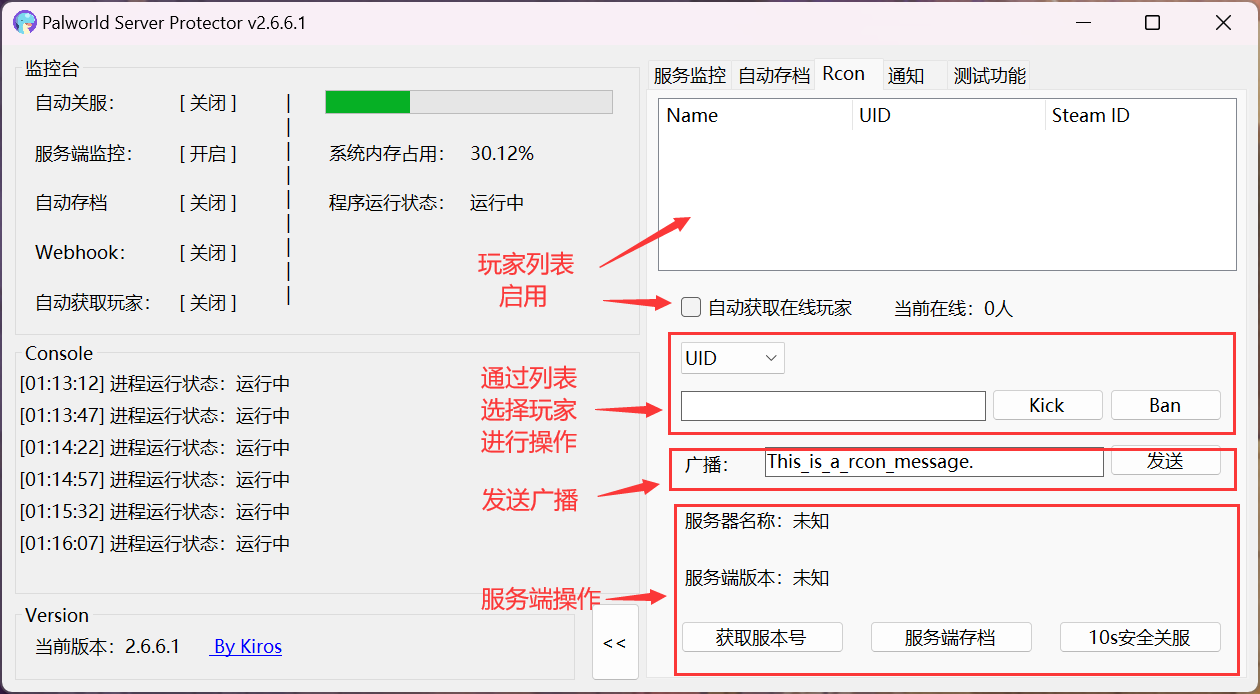 Palworld Server Protector v2.6.6.1
监控台
自动关服： [ 关闭 ]
服务端监控： [ 开启 ] 系统内存占用： 30.12%
自动存档 [ 关闭 ] 程序运行状态： 运行中
Webhook： [ 关闭 ]
自动获取玩家： [ 关闭 ]
Console
[01:13:12] 进程运行状态：运行中
[01:13:47] 进程运行状态：运行中
[01:14:22] 进程运行状态：运行中
[01:14:57] 进程运行状态：运行中
[01:15:32] 进程运行状态：运行中
[01:16:07] 进程运行状态：运行中
Version
当前版本：2.6.6.1 By Kiros
<<
玩家列表
启用
通过列表
选择玩家
进行操作
发送广播
服务端操作
服务监控 自动存档 Rcon 通知 测试功能
Name UID Steam ID
自动获取在线玩家 当前在线：0人
UID
Kick Ban
广播： This_is_a_rcon_message. 发送
服务器名称：未知
服务端版本：未知
获取服本号 服务端存档 10s安全关服